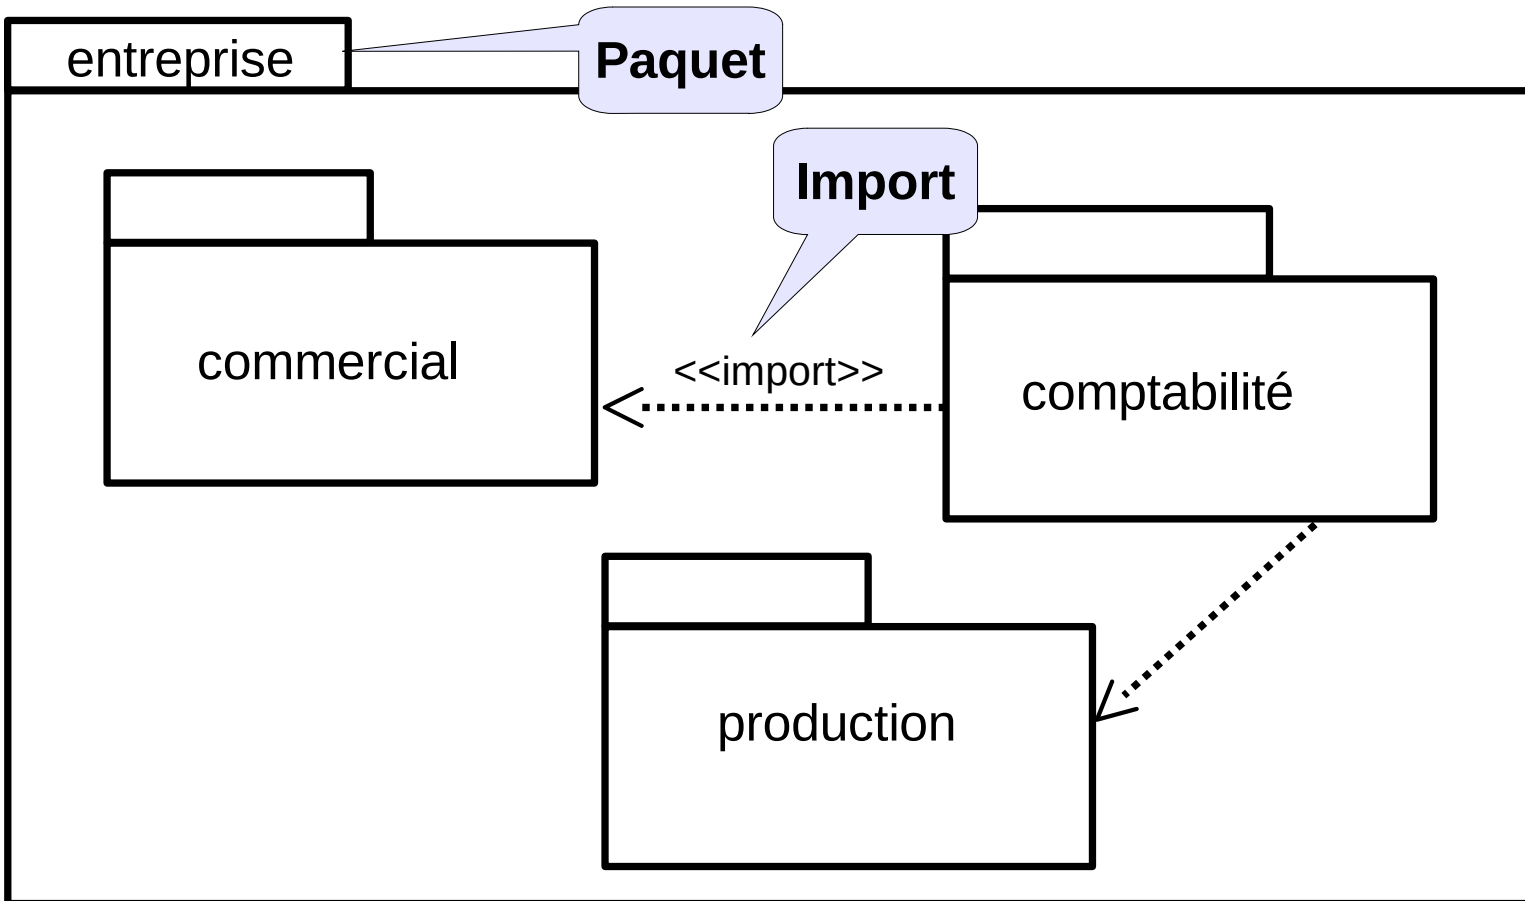 entreprise
Paquet
Import
commercial
<<import>>
comptabilité
production